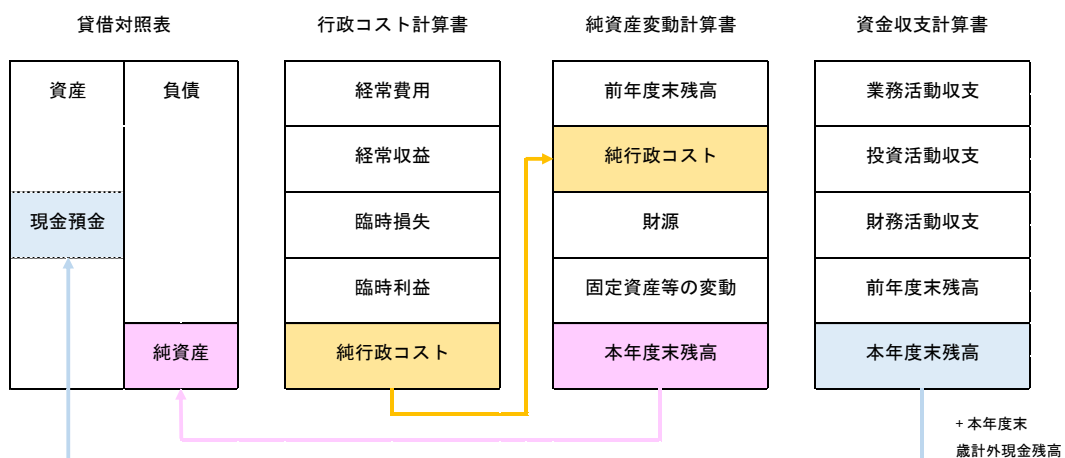 貸借対照表
資産
負債
現金預金
純資産
行政コスト計算書
経常費用
経常収益
臨時損失
臨時利益
純行政コスト
純資産変動計算書
前年度末残高
純行政コスト
財源
固定資産等の変動
本年度末残高
資金収支計算書
業務活動収支
投資活動収支
財務活動収支
前年度末残高
本年度末残高
+ 本年度末
歳計外現金残高